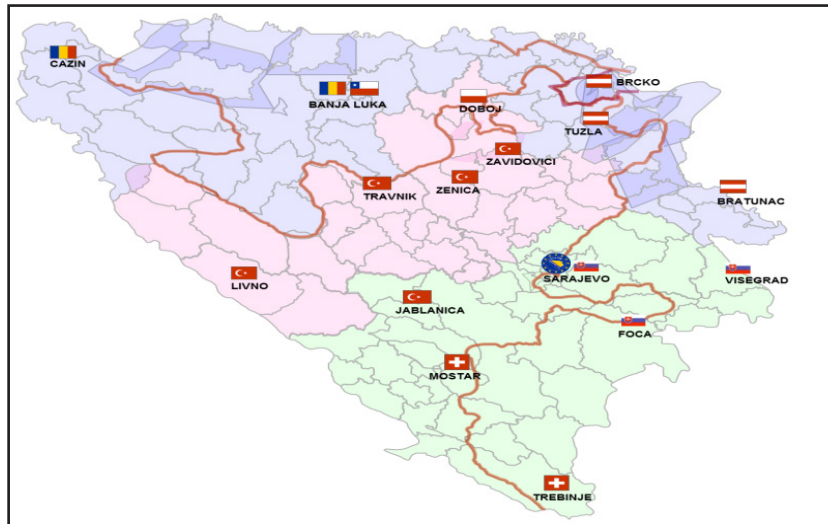 CAZIN
BANJA LUKA
DOBOJ
BRCKO
TUZLA
ZAVIDOVICI
TRAVNIK
ZENICA
BRATUNAC
LIVNO
JABLANICA
SARAJEVO
VISEGRAD
FOCA
MOSTAR
TREBINJE